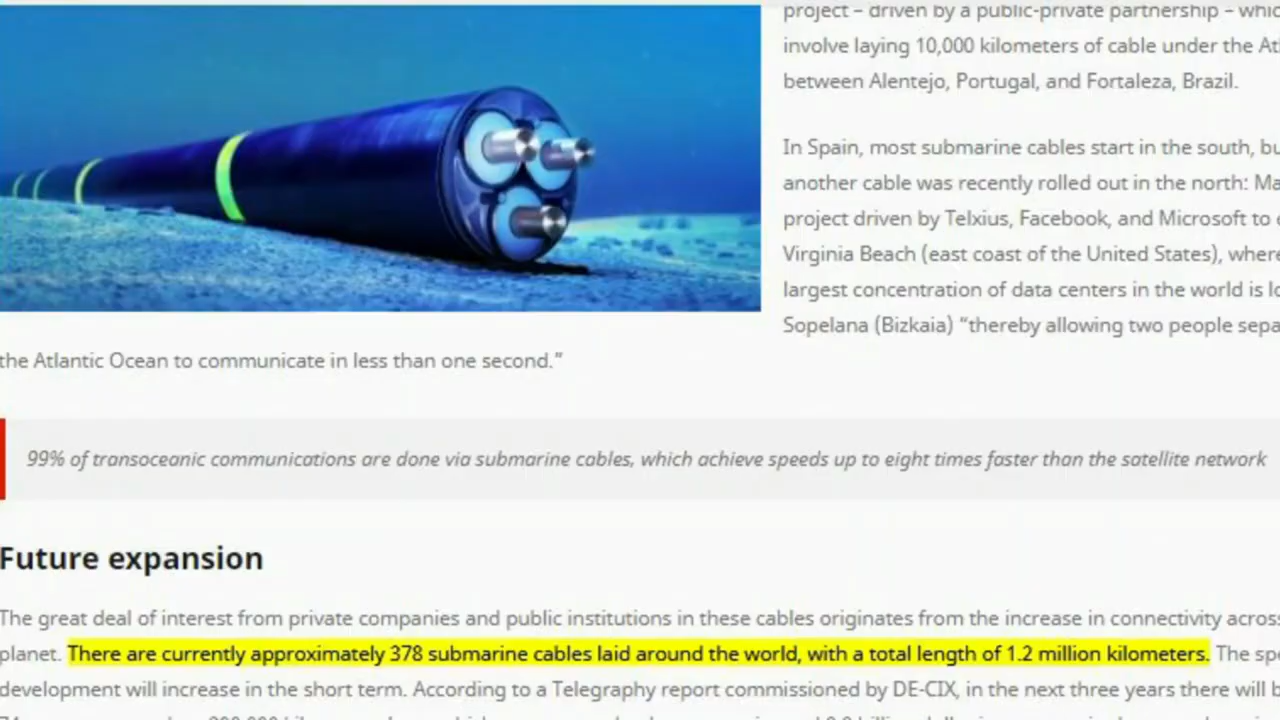 project – driven by a public-private partnership –
involve laying 10,000 kilometers of cable under the
between Alentejo, Portugal, and Fortaleza, Brazil.
In Spain, most submarine cables start in the south,
another cable was recently rolled out in the north:
project driven by Telxius, Facebook, and Microsoft to
Virginia Beach (east coast of the United States), where
largest concentration of data centers in the world is
Sopelana (Bizkaia) “thereby allowing two people
the Atlantic Ocean to communicate in less than one second.”
99% of transoceanic communications are done via submarine cables, which achieve speeds up to eight times faster than the satellite network
Future expansion
The great deal of interest from private companies and public institutions in these cables originates from the increase in connectivity
planet. There are currently approximately 378 submarine cables laid around the world, with a total length of 1.2 million kilometers. The
development will increase in the short term. According to a Telegraphy report commissioned by DE-CIX, in the next three years there will